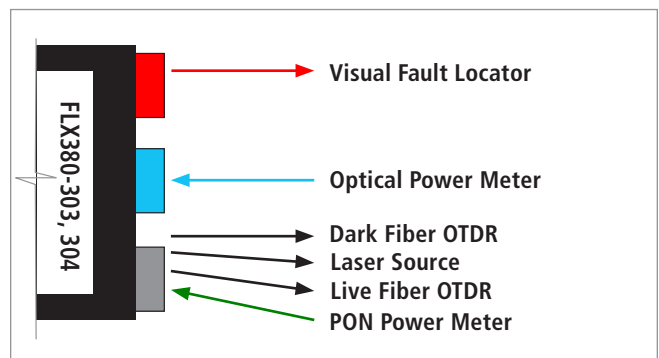 FLX380-303, 304
Visual Fault Locator
Optical Power Meter
Dark Fiber OTDR
Laser Source
Live Fiber OTDR
PON Power Meter